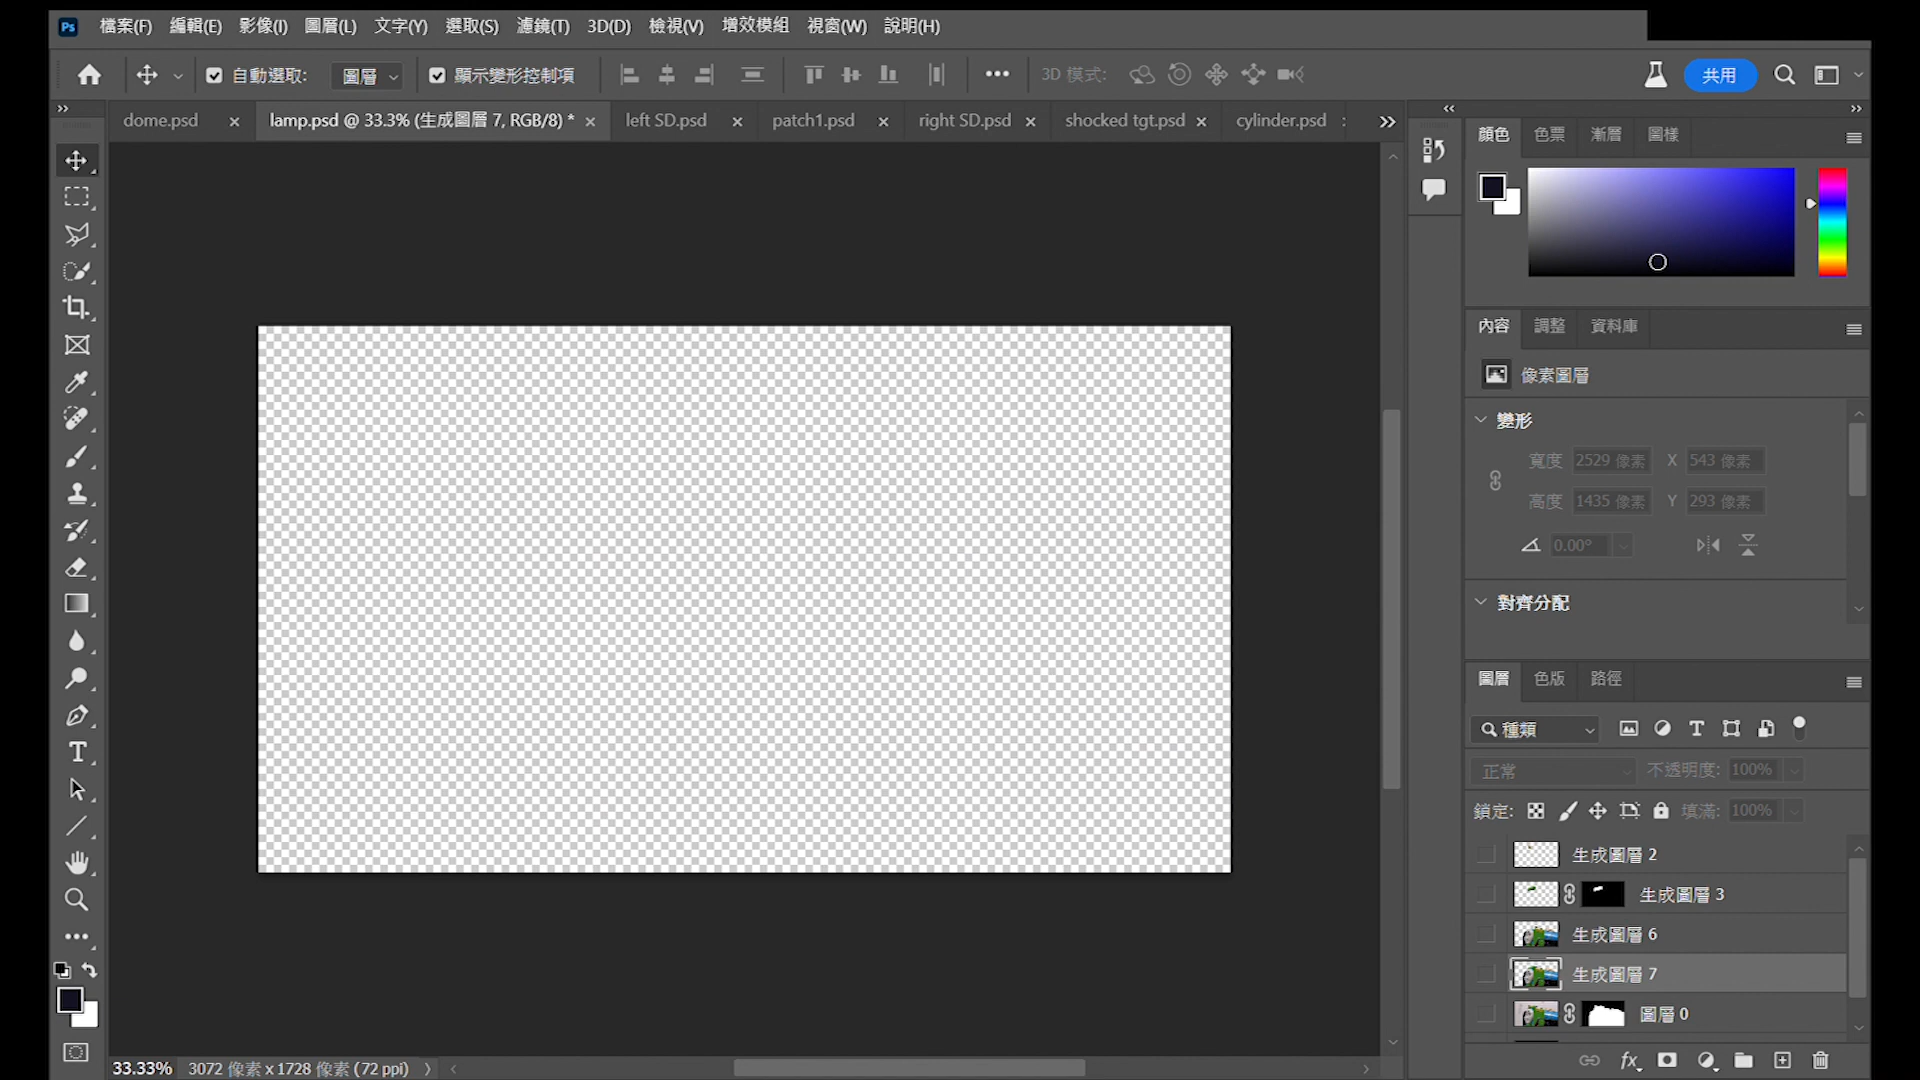 Ps 檔案(F) 編輯(E) 影像(I) 圖層(L) 文字(Y) 選取(S) 濾鏡(T) 3D(D) 檢視(V) 增效模組 視窗(W) 說明(H)
自動選取: 圖層 顯示變形控制項 3D 模式: 共用
dome.psd lamp.psd @ 33.3% (生成圖層 7, RGB/8) * left SD.psd patch1.psd right SD.psd shocked tgt.psd cylinder.psd
顏色 色票 漸層 圖樣
內容 調整 資料庫
像素圖層
變形
寬度 2529 像素 X 543 像素
高度 1435 像素 Y 293 像素
0.00°
對齊分配
圖層 色版 路徑
種類
正常 不透明度: 100%
鎖定: 填滿: 100%
生成圖層 2
生成圖層 3
生成圖層 6
生成圖層 7
圖層 0
33.33% 3072 像素 x 1728 像素 (72 ppi)